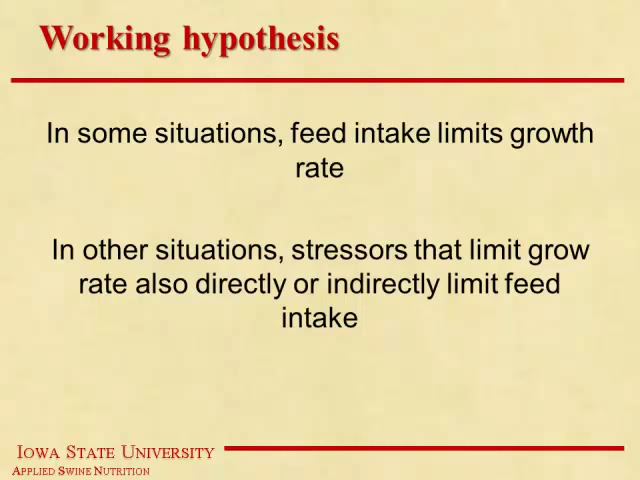 Working hypothesis
In some situations, feed intake limits growth
rate
In other situations, stressors that limit grow
rate also directly or indirectly limit feed
intake
IOWA STATE UNIVERSITY
APPLIED SWINE NUTRITION